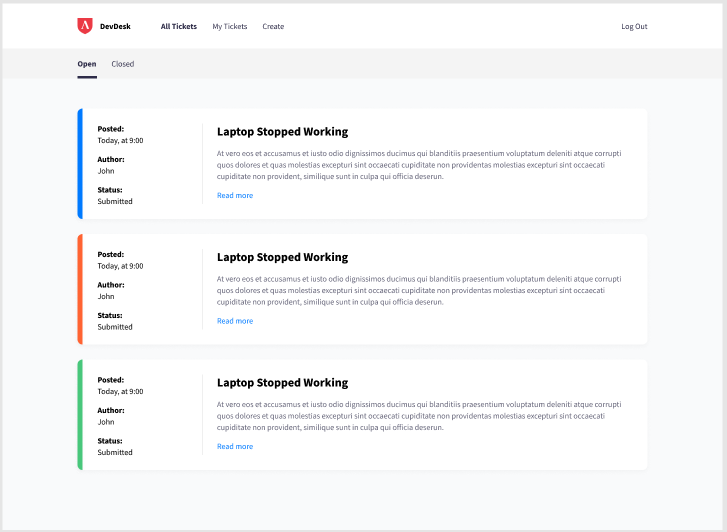 DevDesk
All Tickets
My Tickets
Create
Log Out
Open
Closed
Posted:
Today, at 9:00
Author:
John
Status:
Submitted
Laptop Stopped Working
At vero eos et accusamus et iusto odio dignissimos ducimus qui blanditiis praesentium voluptatum deleniti atque corrupti
quos dolores et quas molestias excepturi sint occaecati cupiditate non providentas molestias excepturi sint occaecati
cupiditate non provident, similique sunt in culpa qui officia deserun.
Read more
Posted:
Today, at 9:00
Author:
John
Status:
Submitted
Laptop Stopped Working
At vero eos et accusamus et iusto odio dignissimos ducimus qui blanditiis praesentium voluptatum deleniti atque corrupti
quos dolores et quas molestias excepturi sint occaecati cupiditate non providentas molestias excepturi sint occaecati
cupiditate non provident, similique sunt in culpa qui officia deserun.
Read more
Posted:
Today, at 9:00
Author:
John
Status:
Submitted
Laptop Stopped Working
At vero eos et accusamus et iusto odio dignissimos ducimus qui blanditiis praesentium voluptatum deleniti atque corrupti
quos dolores et quas molestias excepturi sint occaecati cupiditate non providentas molestias excepturi sint occaecati
cupiditate non provident, similique sunt in culpa qui officia deserun.
Read more